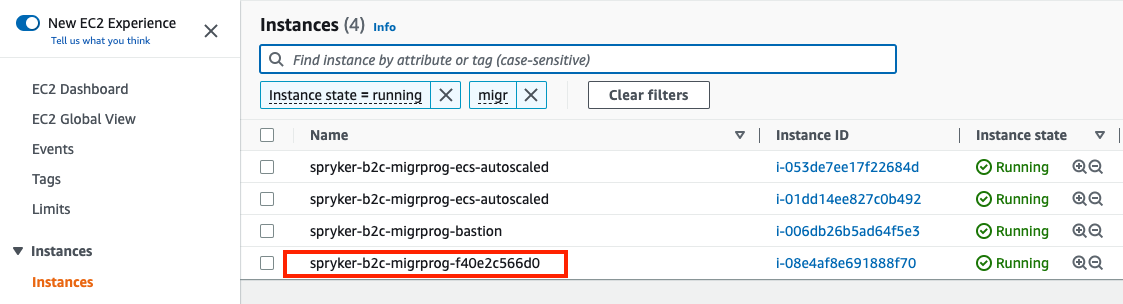 New EC2 Experience
Tell us what you think
EC2 Dashboard
EC2 Global View
Events
Tags
Limits
Instances
Instances
Instances (4) Info
Find instance by attribute or tag (case-sensitive)
Instance state = running migr Clear filters
Name Instance ID Instance state
spryker-b2c-migrprog-ecs-autoscaled i-053de7ee17f22684d Running
spryker-b2c-migrprog-ecs-autoscaled i-01dd14ee827c0b492 Running
spryker-b2c-migrprog-bastion i-006db26b5ad64f5e3 Running
spryker-b2c-migrprog-f40e2c566d0 i-08e4af8e691888f70 Running